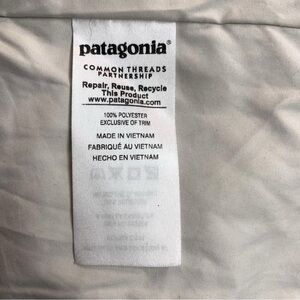 patagonia®
COMMON THREADS
PARTNERSHIP
Repair, Reuse, Recycle
This Product
www.patagonia.com
100% POLYESTER
EXCLUSIVE OF TRIM
MADE IN VIETNAM
FABRIQUÉ AU VIETNAM
HECHO EN VIETNAM